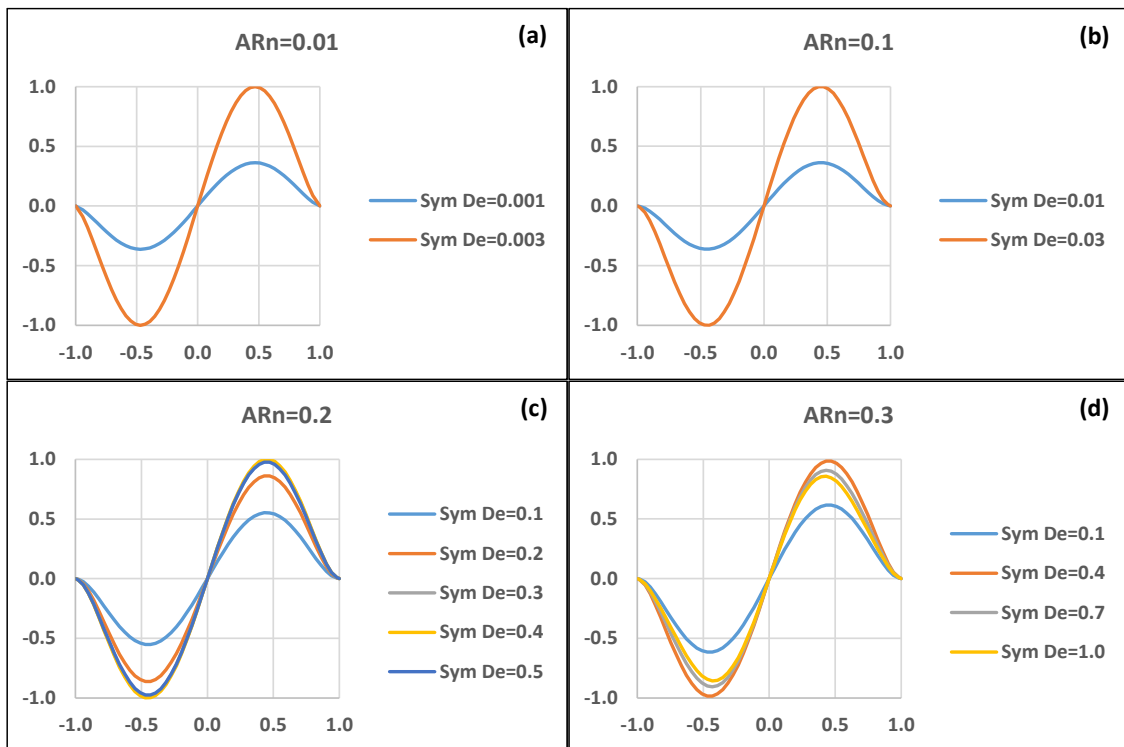 ARn=0.01
(a)
1.0
0.5
0.0
-0.5
-1.0
-1.0 -0.5 0.0 0.5 1.0
Sym De=0.001
Sym De=0.003
ARn=0.1
(b)
1.0
0.5
0.0
-0.5
-1.0
-1.0 -0.5 0.0 0.5 1.0
Sym De=0.01
Sym De=0.03
ARn=0.2
(c)
1.0
0.5
0.0
-0.5
-1.0
-1.0 -0.5 0.0 0.5 1.0
Sym De=0.1
Sym De=0.2
Sym De=0.3
Sym De=0.4
Sym De=0.5
ARn=0.3
(d)
1.0
0.5
0.0
-0.5
-1.0
-1.0 -0.5 0.0 0.5 1.0
Sym De=0.1
Sym De=0.4
Sym De=0.7
Sym De=1.0